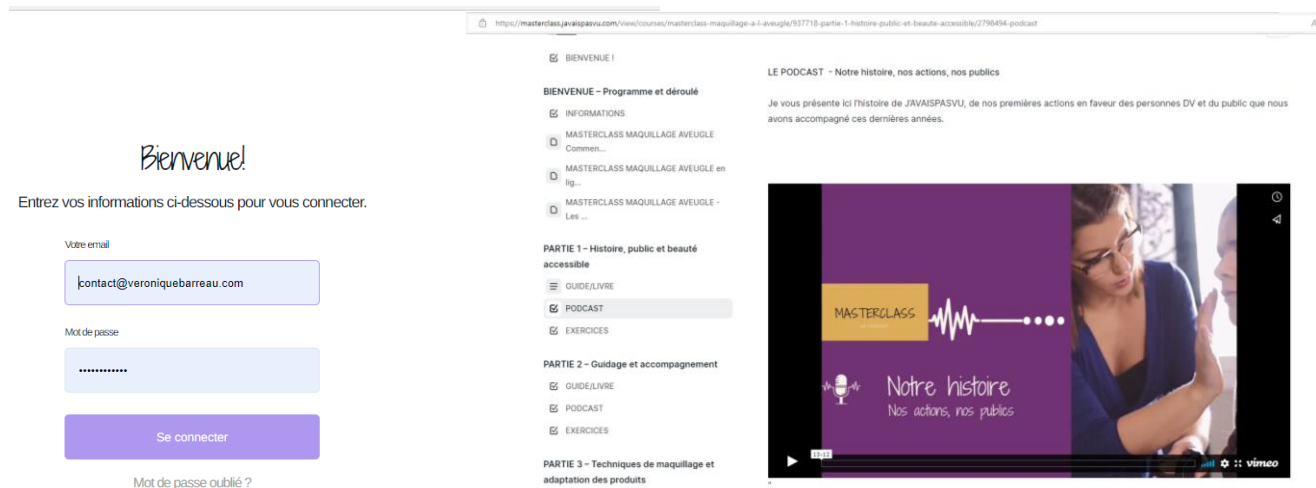 https://masterclass.javaispasvu.com/view/courses/masterclass-maquillage-a-l-aveugle/937718-partie-1-histoire-public-et-beaute-accessible/2798494-podcast
Bienvenue!
Entrez vos informations ci-dessous pour vous connecter.
Votre email
contact@veroniquebarreau.com
Mot de passe
••••••••••••
Se connecter
Mot de passe oublié ?
BIENVENUE !
BIENVENUE – Programme et déroulé
INFORMATIONS
MASTERCLASS MAQUILLAGE AVEUGLE
Commen...
MASTERCLASS MAQUILLAGE AVEUGLE en
lig...
MASTERCLASS MAQUILLAGE AVEUGLE -
Les ...
PARTIE 1 – Histoire, public et beauté
accessible
GUIDE/LIVRE
PODCAST
EXERCICES
PARTIE 2 – Guidage et accompagnement
GUIDE/LIVRE
PODCAST
EXERCICES
PARTIE 3 – Techniques de maquillage et
adaptation des produits
LE PODCAST - Notre histoire, nos actions, nos publics
Je vous présente ici l'histoire de J'AVAISPASVU, de nos premières actions en faveur des personnes DV et du public que nous
avons accompagné ces dernières années.
MASTERCLASS
Notre histoire
Nos actions, nos publics
13:12
vimeo